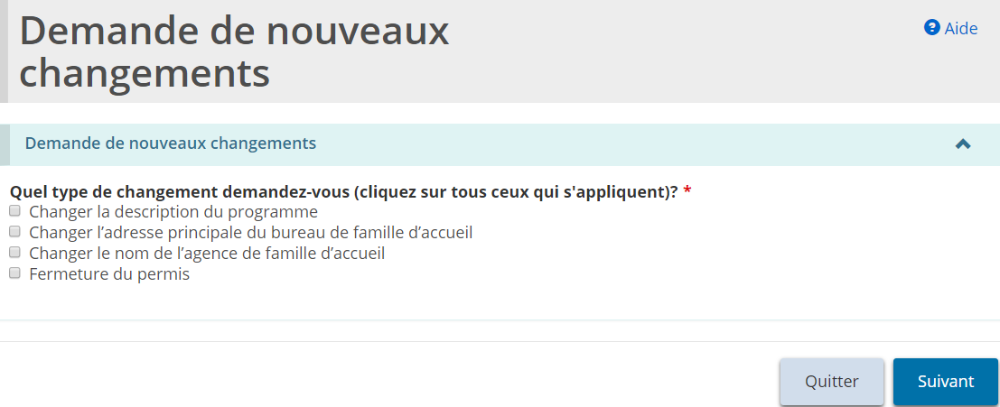 Demande de nouveaux
changements
Aide
Demande de nouveaux changements
Quel type de changement demandez-vous (cliquez sur tous ceux qui s'appliquent)? *
Changer la description du programme
Changer l’adresse principale du bureau de famille d’accueil
Changer le nom de l’agence de famille d’accueil
Fermeture du permis
Quitter
Suivant